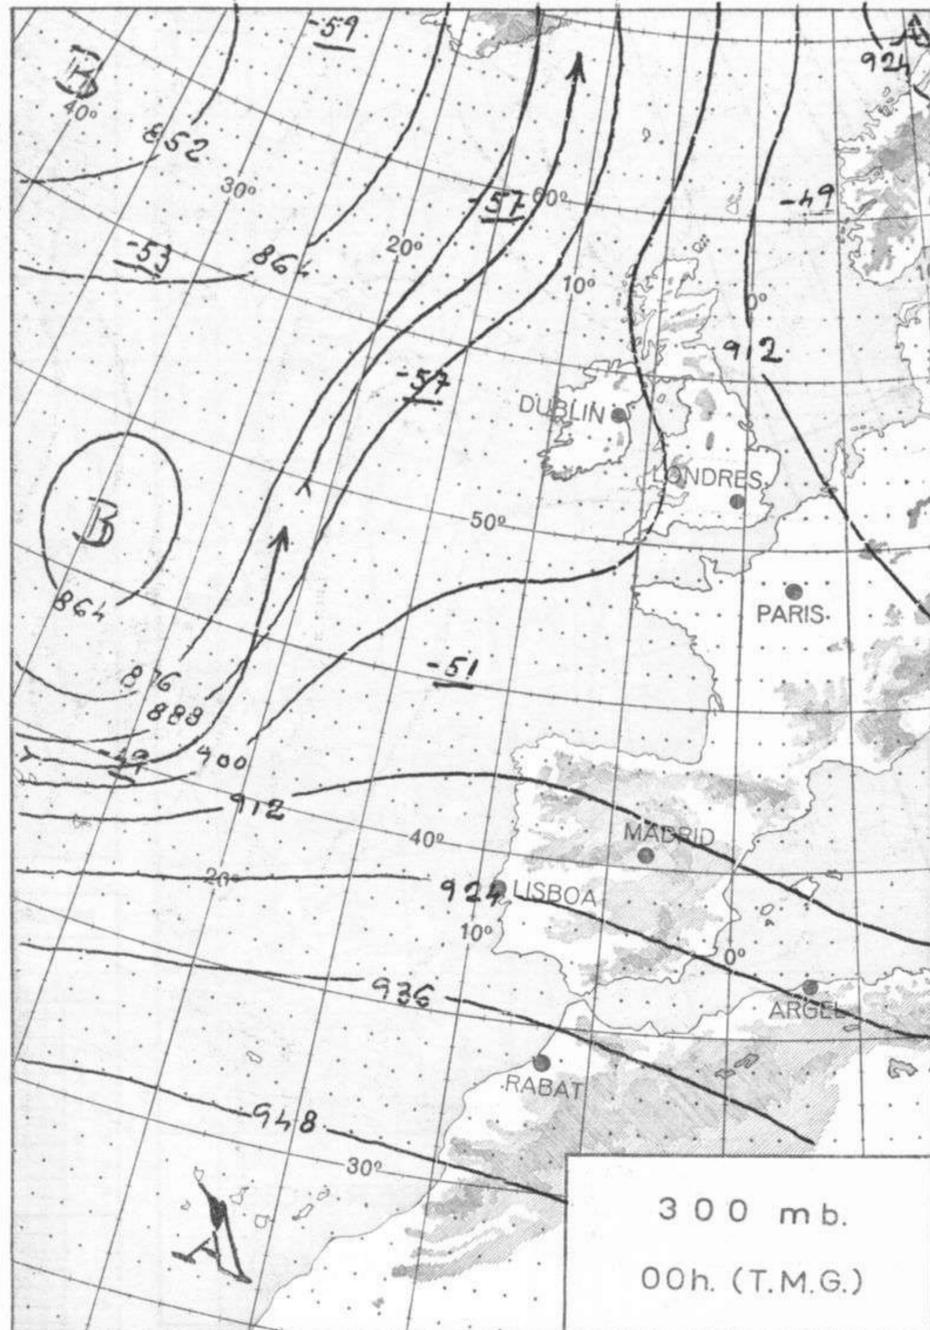 -59
A
924
B
40°
852
30°
-57
60°
-49
-53
864
20°
10°
10
0°
912
-57
DUBLIN
LONDRES
B
50°
864
PARIS
-51
876
888
-49
900
912
40°
MADRID
20°
924
LISBOA
10°
0°
936
ARGEL
RABAT
948
30°
A
300 mb.
00h. (T.M.G.)